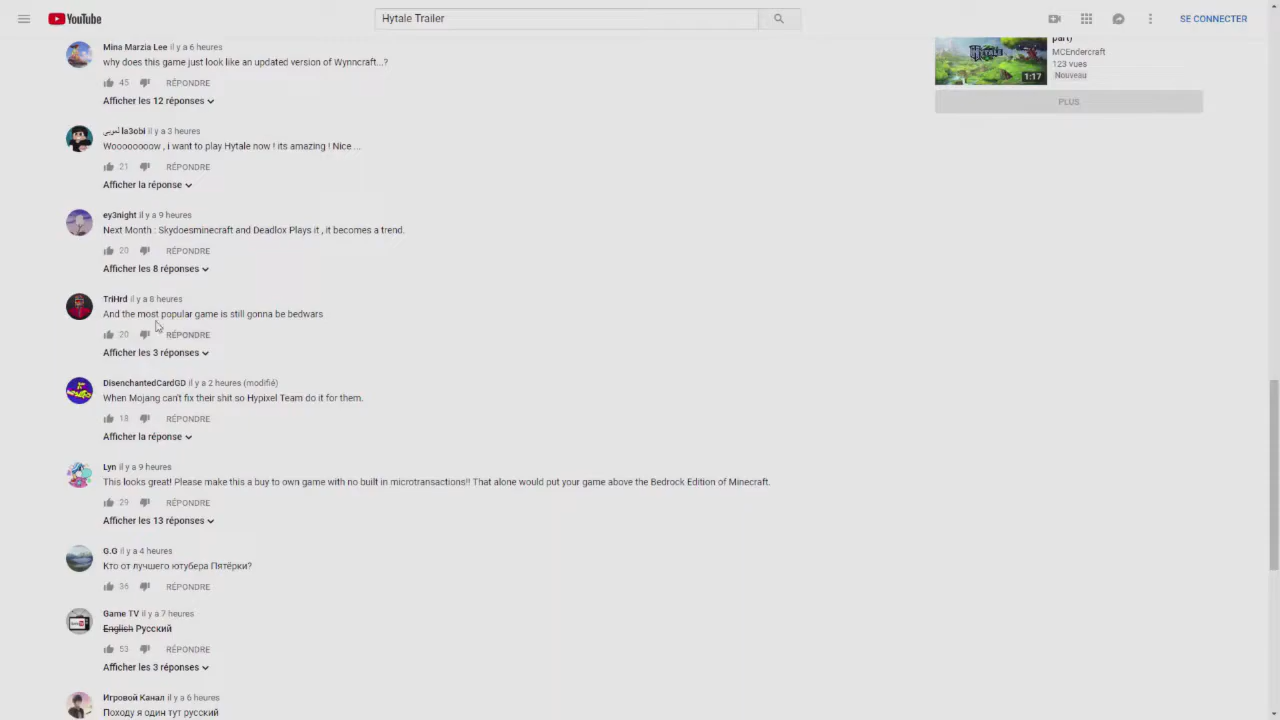 YouTube
Hytale Trailer
SE CONNECTER
Mina Marzia Lee il y a 6 heures
why does this game just look like an updated version of Wynncraft...?
45 RÉPONDRE
Afficher les 12 réponses
la3obi il y a 3 heures
Wooooooow , i want to play Hytale now ! its amazing ! Nice ...
21 RÉPONDRE
Afficher la réponse
ey3night il y a 9 heures
Next Month : Skydoesminecraft and Deadlox Plays it , it becomes a trend.
20 RÉPONDRE
Afficher les 8 réponses
TriHrd il y a 8 heures
And the most popular game is still gonna be bedwars
20 RÉPONDRE
Afficher les 3 réponses
DisenchantedCardGD il y a 2 heures (modifié)
When Mojang can't fix their shit so Hypixel Team do it for them.
18 RÉPONDRE
Afficher la réponse
Lyn il y a 9 heures
This looks great! Please make this a buy to own game with no built in microtransactions!! That alone would put your game above the Bedrock Edition of Minecraft.
29 RÉPONDRE
Afficher les 13 réponses
G.G il y a 4 heures
Кто от лучшего ютубера Пятёрки?
36 RÉPONDRE
Game TV il y a 7 heures
English Русский
53 RÉPONDRE
Afficher les 3 réponses
Игровой Канал il y a 6 heures
Походу я один тут русский
part)
HYTALE
1:17
MCEndercraft
123 vues
Nouveau
PLUS